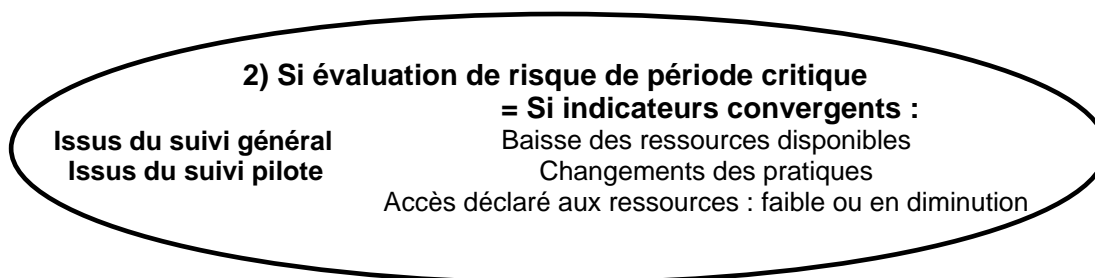 2) Si évaluation de risque de période critique
= Si indicateurs convergents :
Issus du suivi général
Issus du suivi pilote
Baisse des ressources disponibles
Changements des pratiques
Accès déclaré aux ressources : faible ou en diminution